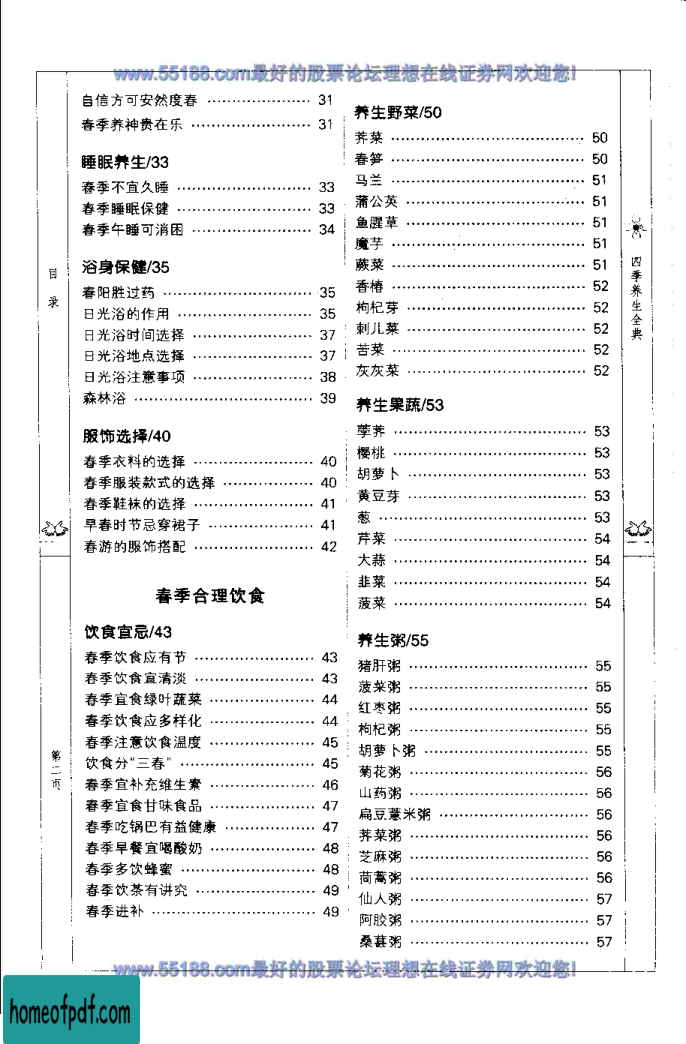 www.55188.com最好的股票论坛理想在线证券网欢迎您!
自信方可安然度春 ………………… 31
春季养神贵在乐 …………………… 31
睡眠养生/33
春季不宜久睡 ……………………… 33
春季睡眠保健 ……………………… 33
春季午睡可消困 …………………… 34
浴身保健/35
春阳胜过药 ………………………… 35
日光浴的作用 ……………………… 35
日光浴时间选择 …………………… 37
日光浴地点选择 …………………… 37
日光浴注意事项 …………………… 38
森林浴 ……………………………… 39
服饰选择/40
春季衣料的选择 …………………… 40
春季服装款式的选择 ……………… 40
春季鞋袜的选择 …………………… 41
早春时节忌穿裙子 ………………… 41
春游的服饰搭配 …………………… 42
春季合理饮食
饮食宜忌/43
春季饮食应有节 …………………… 43
春季饮食宜清淡 …………………… 43
春季宜食绿叶蔬菜 ………………… 44
春季饮食应多样化 ………………… 44
春季注意饮食温度 ………………… 45
饮食分“三春” ……………………… 45
春季宜补充维生素 ………………… 46
春季宜食甘味食品 ………………… 47
春季吃锅巴有益健康 ……………… 47
春季早餐宜喝酸奶 ………………… 48
春季多饮蜂蜜 ……………………… 48
春季饮茶有讲究 …………………… 49
春季进补 …………………………… 49
养生野菜/50
荠菜 ………………………………… 50
春笋 ………………………………… 50
马兰 ………………………………… 51
蒲公英 ……………………………… 51
鱼腥草 ……………………………… 51
魔芋 ………………………………… 51
蕨菜 ………………………………… 51
香椿 ………………………………… 52
枸杞芽 ……………………………… 52
刺儿菜 ……………………………… 52
苦菜 ………………………………… 52
灰灰菜 ……………………………… 52
养生果蔬/53
荸荠 ………………………………… 53
樱桃 ………………………………… 53
胡萝卜 ……………………………… 53
黄豆芽 ……………………………… 53
葱 …………………………………… 53
芹菜 ………………………………… 54
大蒜 ………………………………… 54
韭菜 ………………………………… 54
菠菜 ………………………………… 54
养生粥/55
猪肝粥 ……………………………… 55
菠菜粥 ……………………………… 55
红枣粥 ……………………………… 55
枸杞粥 ……………………………… 55
胡萝卜粥 …………………………… 55
菊花粥 ……………………………… 56
山药粥 ……………………………… 56
扁豆薏米粥 ………………………… 56
荠菜粥 ……………………………… 56
芝麻粥 ……………………………… 56
茼蒿粥 ……………………………… 56
仙人粥 ……………………………… 57
阿胶粥 ……………………………… 57
桑葚粥 ……………………………… 57
目录
第二页
四季养生全典
www.55188.com最好的股票论坛理想在线证券网欢迎您!
homeofpdf.com